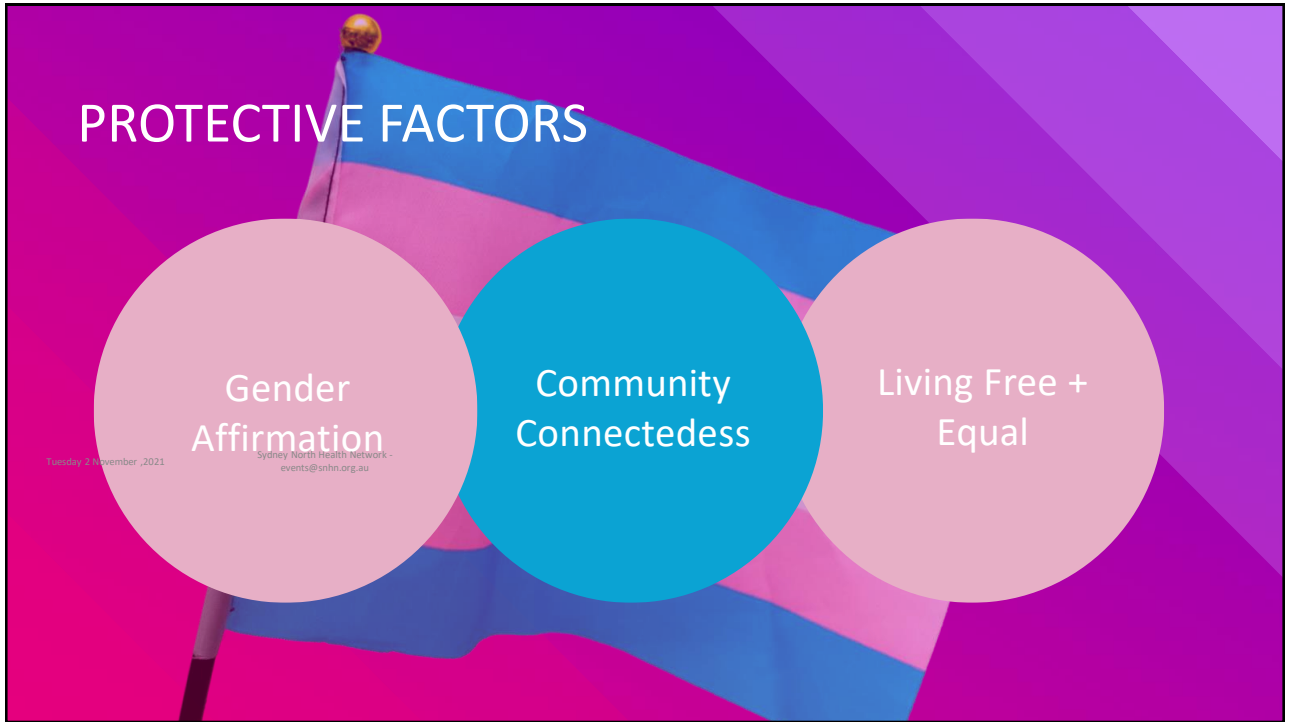 PROTECTIVE FACTORS
Gender
Affirmation
Community
Connectedess
Living Free +
Equal
Tuesday 2 November ,2021
Sydney North Health Network -
events@snhn.org.au